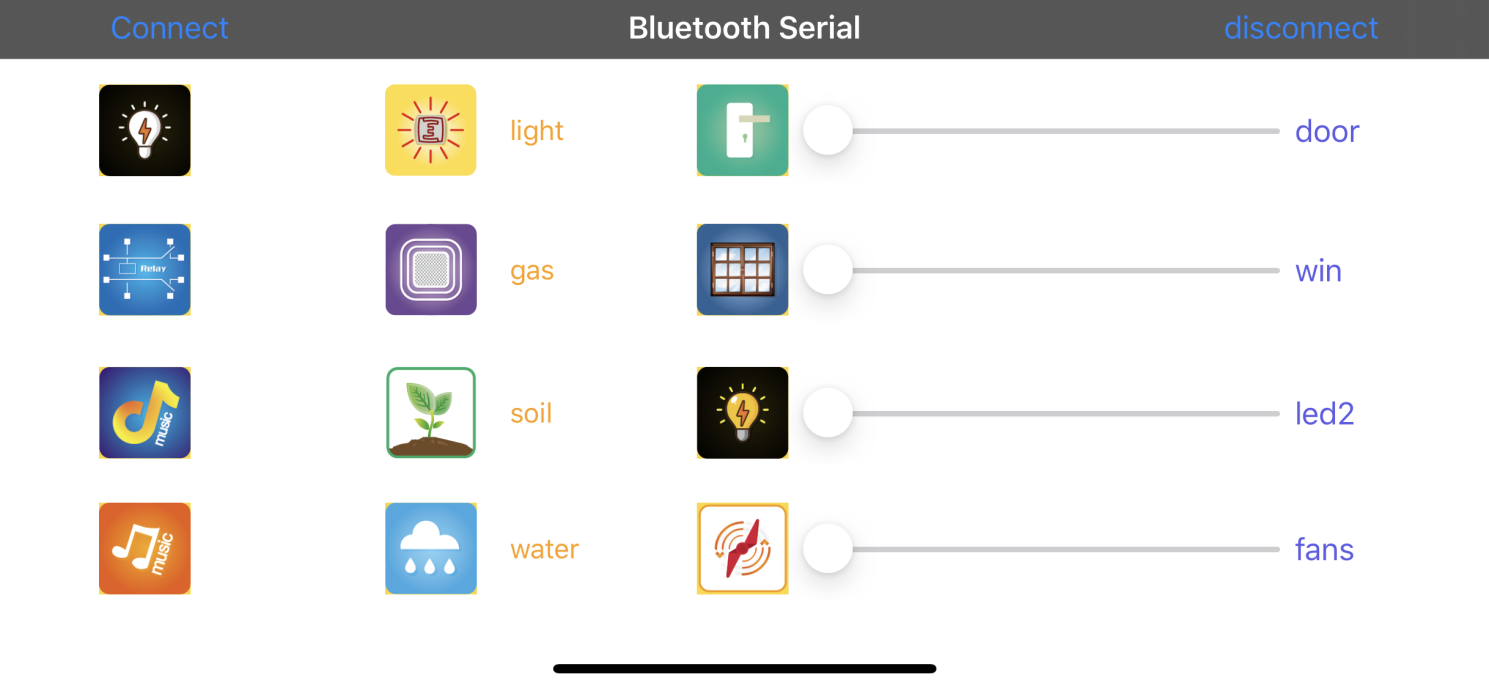 Connect Bluetooth Serial disconnect
light door
Relay gas win
music soil led2
music water fans